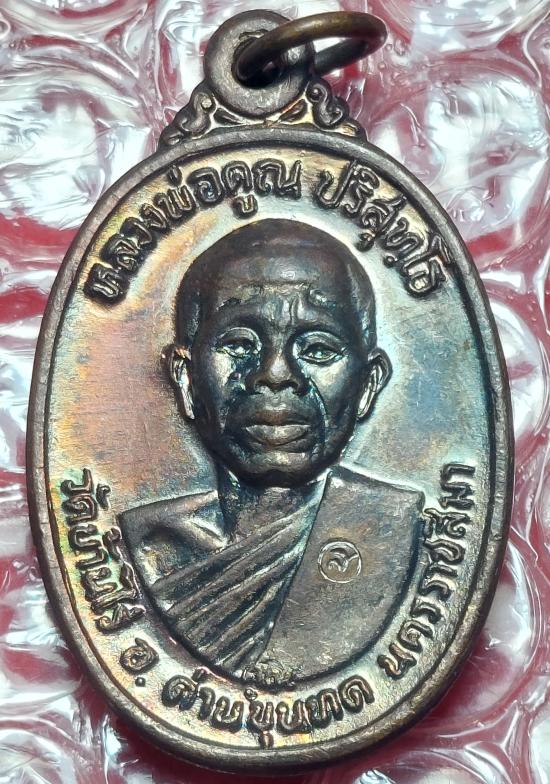 หลวงพ่อคูณ ปริสุทฺโธ
วัดบ้านไร่ อ. ด่านขุนทด นครราชสีมา